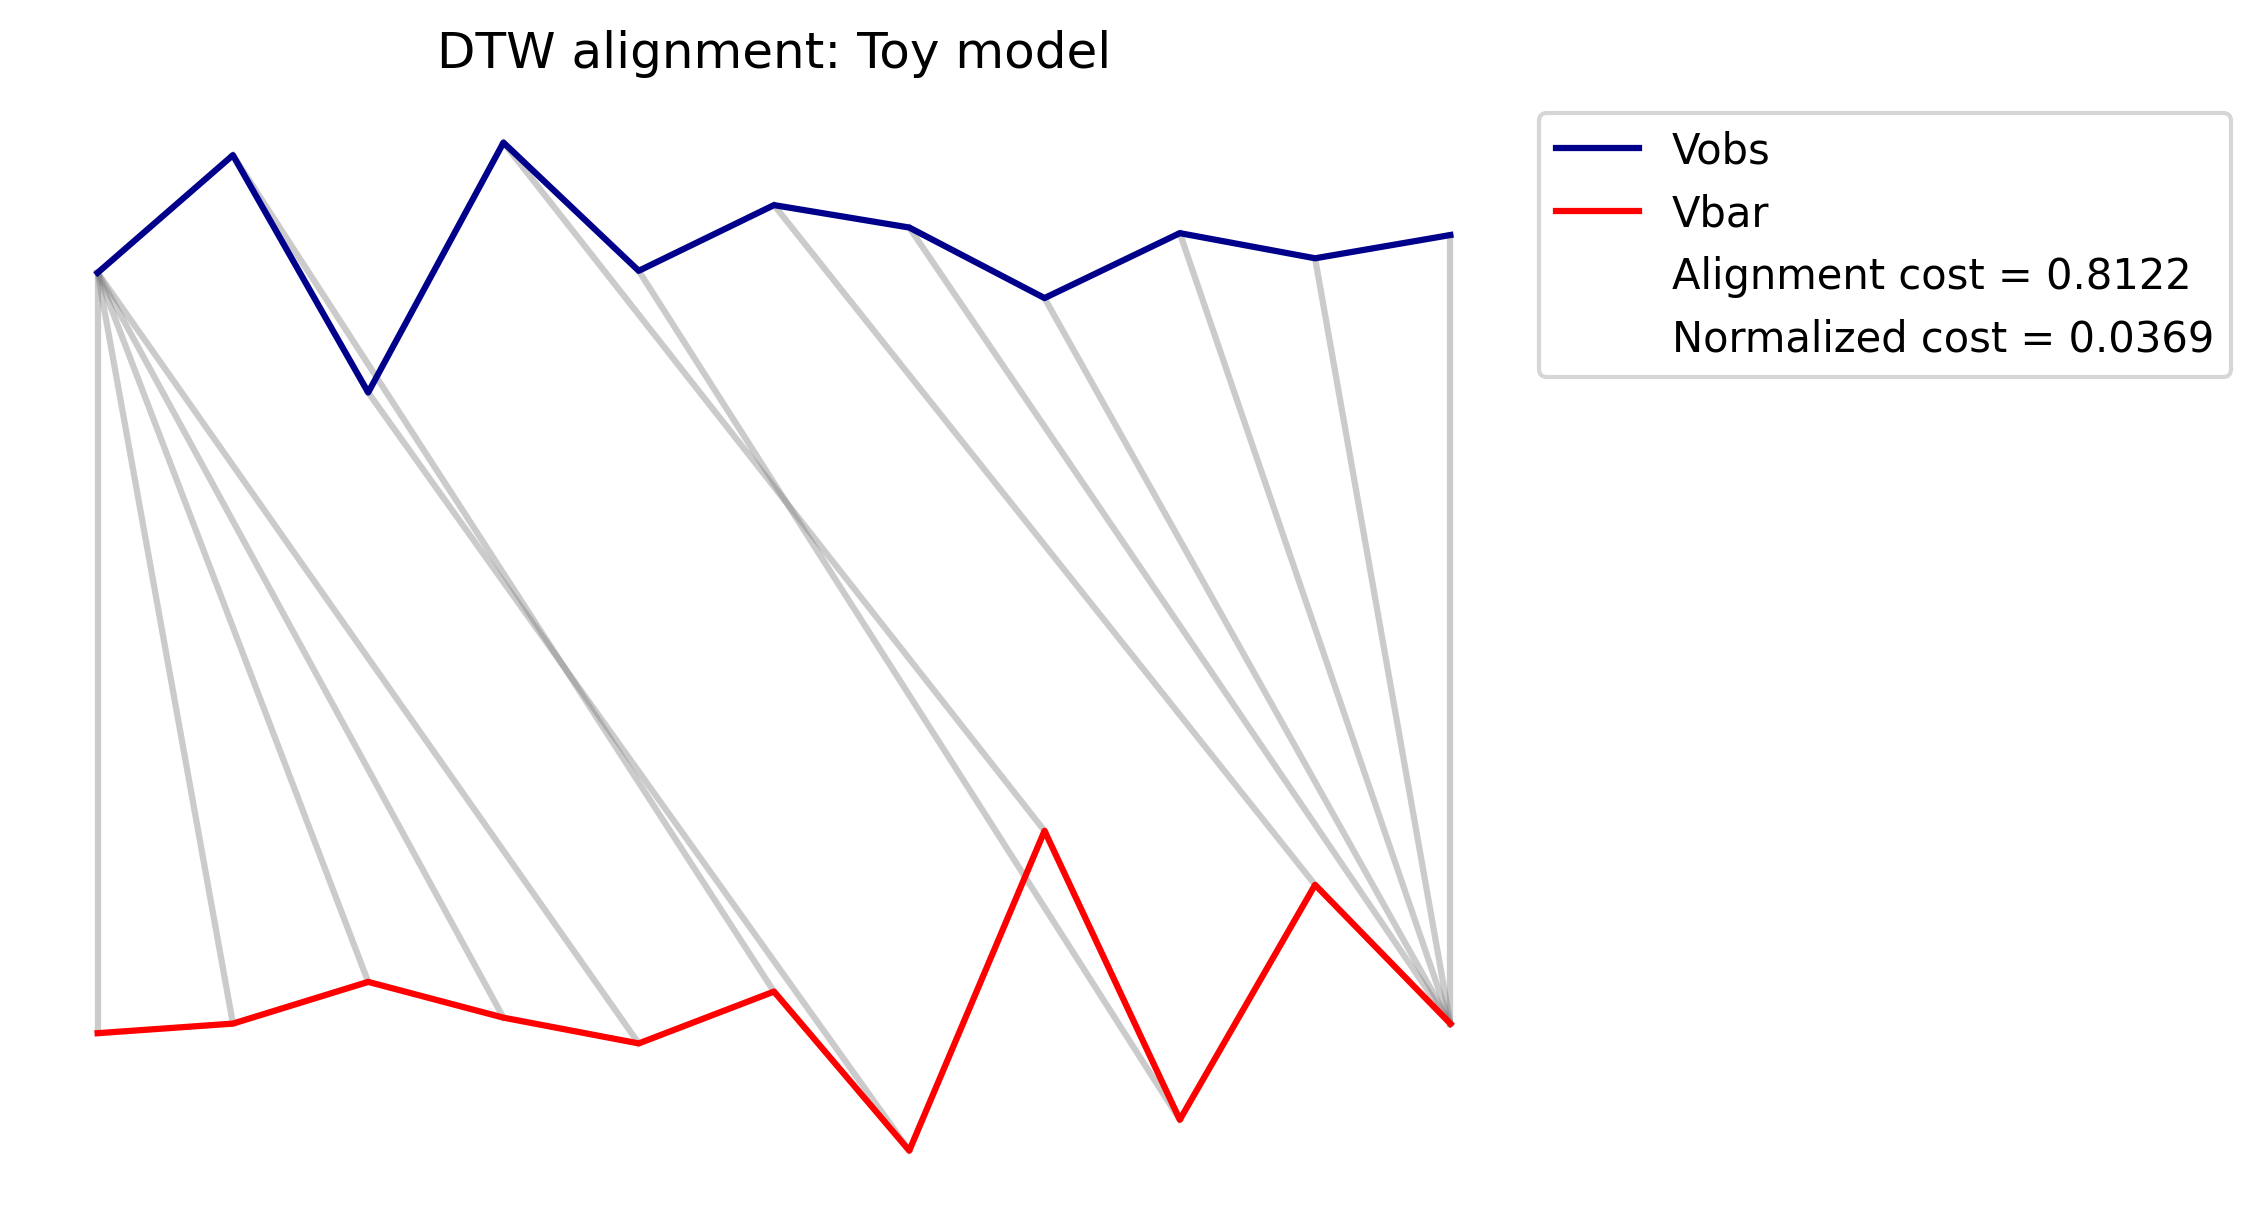 DTW alignment: Toy model
Vobs
Vbar
Alignment cost = 0.8122
Normalized cost = 0.0369